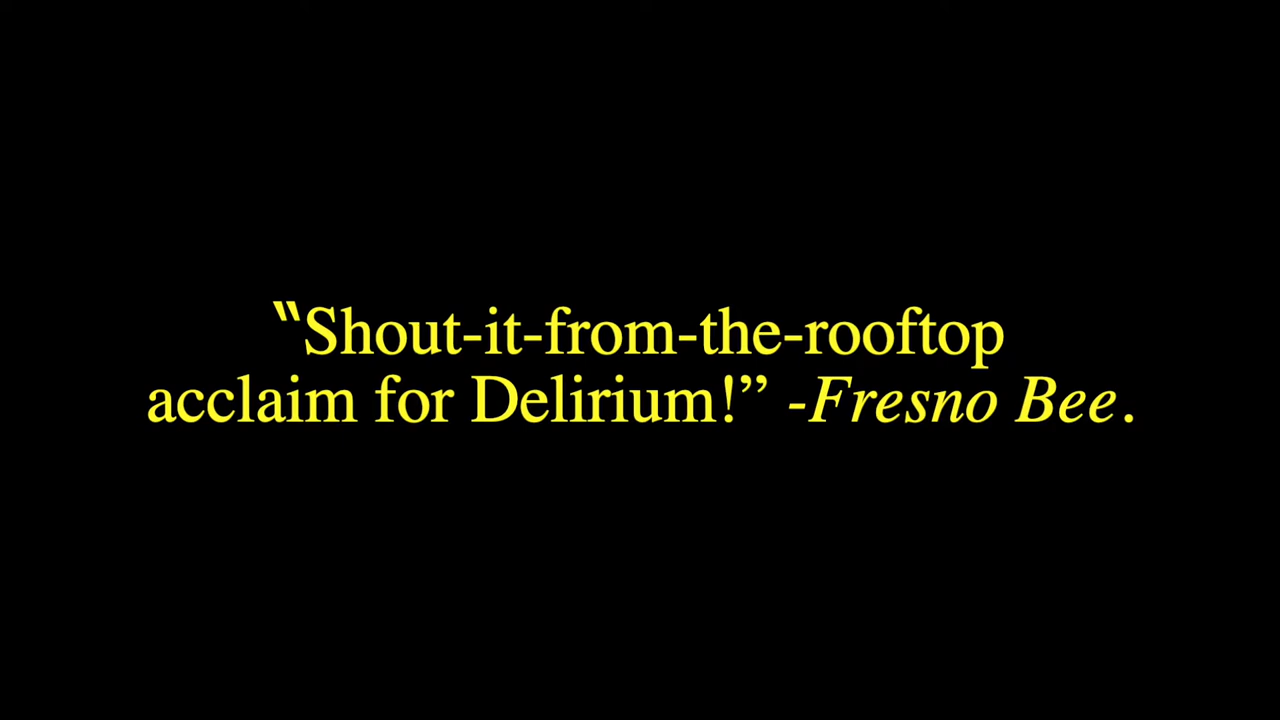 ‟Shout-it-from-the-rooftop
acclaim for Delirium!” -Fresno Bee.